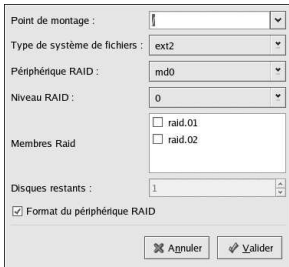 Point de montage : /
Type de système de fichiers : ext2
Périphérique RAID : md0
Niveau RAID : 0
Membres Raid
raid.01
raid.02
Disques restants : 1
Format du périphérique RAID
Annuler Valider